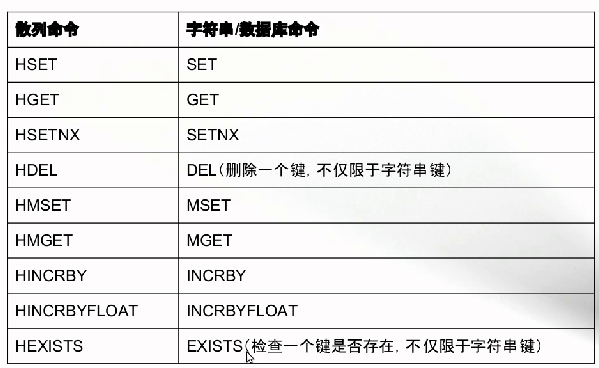 散列命令 字符串/数据库命令
HSET SET
HGET GET
HSETNX SETNX
HDEL DEL（删除一个键，不仅限于字符串键）
HMSET MSET
HMGET MGET
HINCRBY INCRBY
HINCRBYFLOAT INCRBYFLOAT
HEXISTS EXISTS（检查一个键是否存在，不仅限于字符串键）